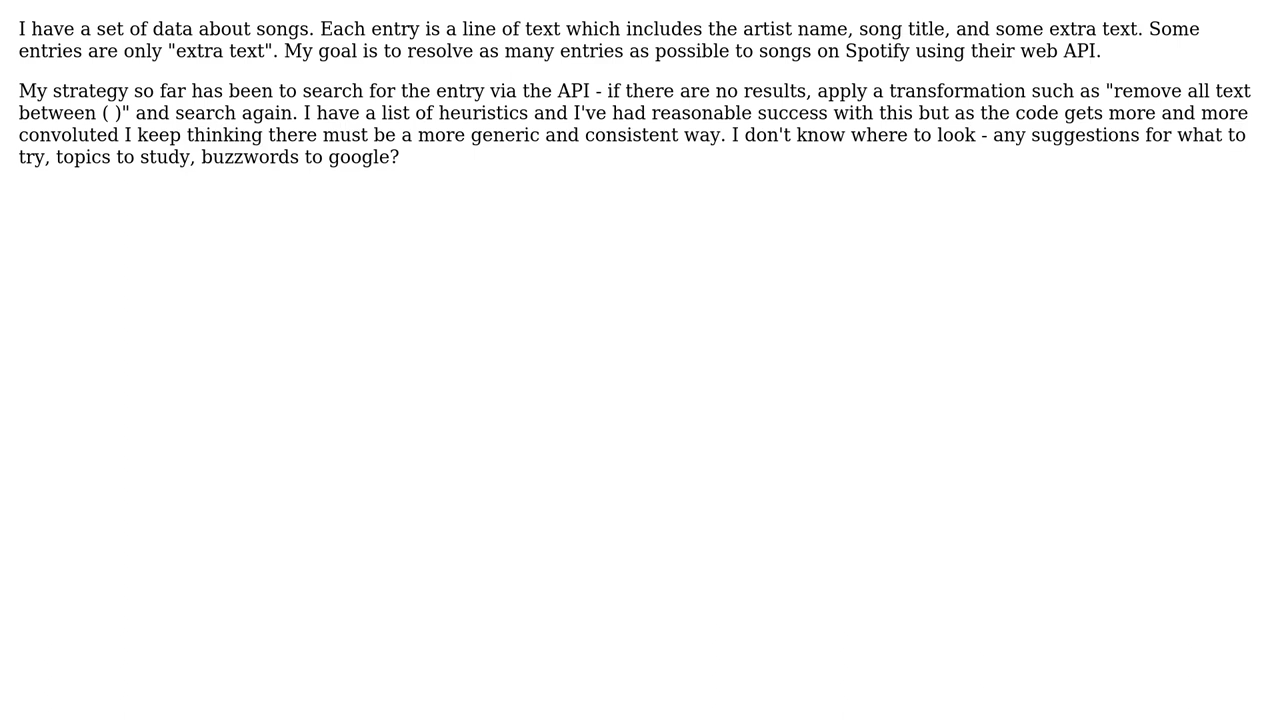 I have a set of data about songs. Each entry is a line of text which includes the artist name, song title, and some extra text. Some
entries are only "extra text". My goal is to resolve as many entries as possible to songs on Spotify using their web API.
My strategy so far has been to search for the entry via the API - if there are no results, apply a transformation such as "remove all text
between ( )" and search again. I have a list of heuristics and I've had reasonable success with this but as the code gets more and more
convoluted I keep thinking there must be a more generic and consistent way. I don't know where to look - any suggestions for what to
try, topics to study, buzzwords to google?